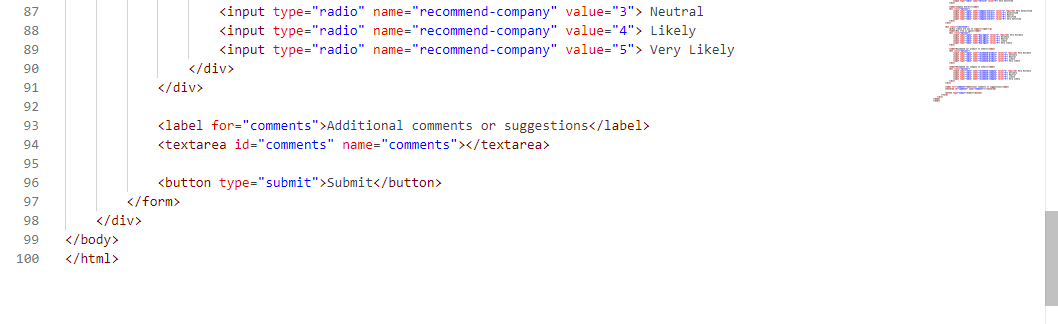 87 <input type="radio" name="recommend-company" value="3"> Neutral
88 <input type="radio" name="recommend-company" value="4"> Likely
89 <input type="radio" name="recommend-company" value="5"> Very Likely
90 </div>
91 </div>
92
93 <label for="comments">Additional comments or suggestions</label>
94 <textarea id="comments" name="comments"></textarea>
95
96 <button type="submit">Submit</button>
97 </form>
98 </div>
99 </body>
100 </html>